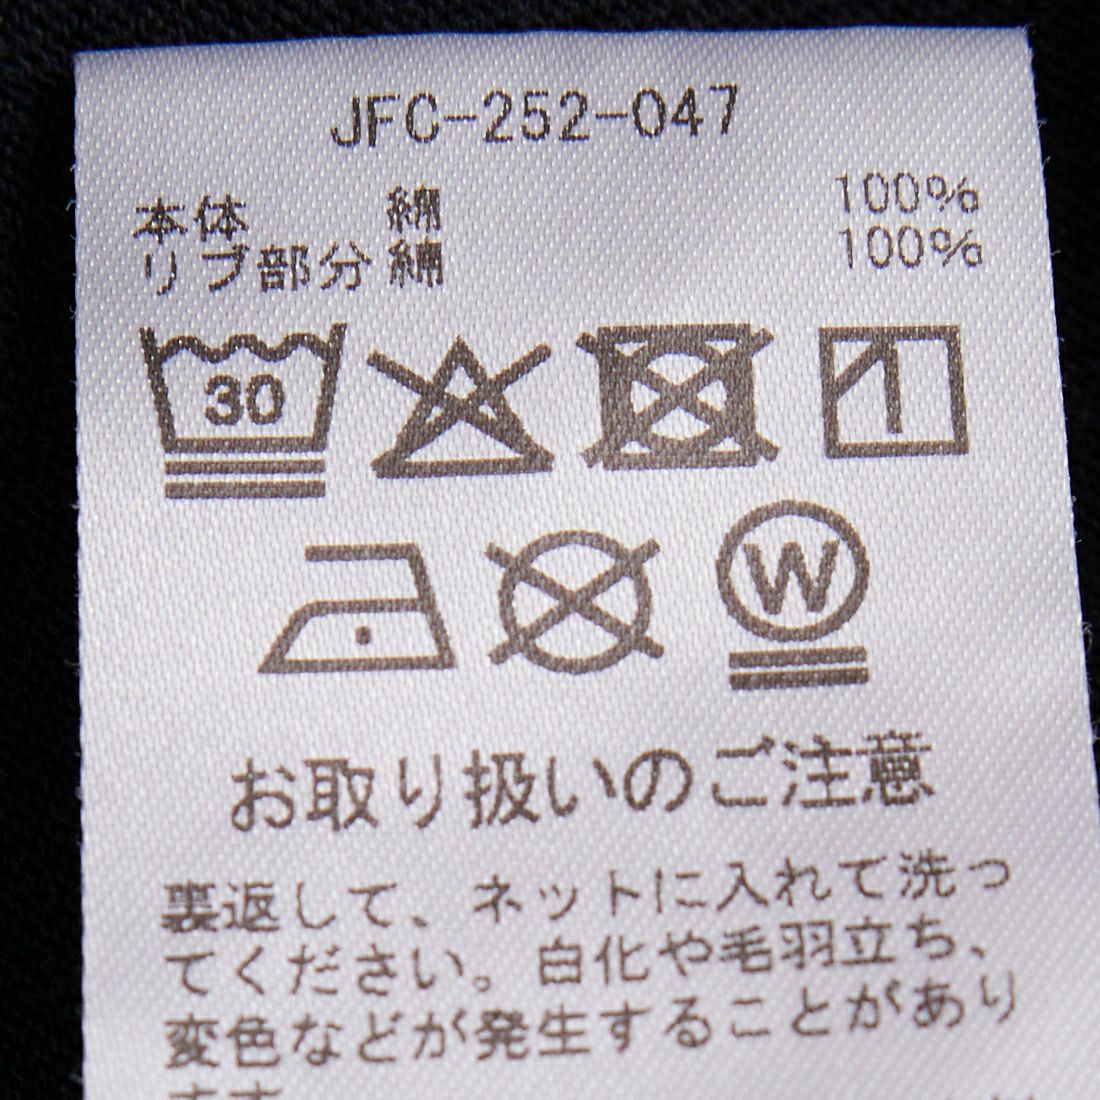 JFC-252-047
本体 綿 100%
リブ部分 綿 100%
30
W
お取り扱いのご注意
裏返して、ネットに入れて洗っ
てください。白化や毛羽立ち、
変色などが発生することがあり
ます